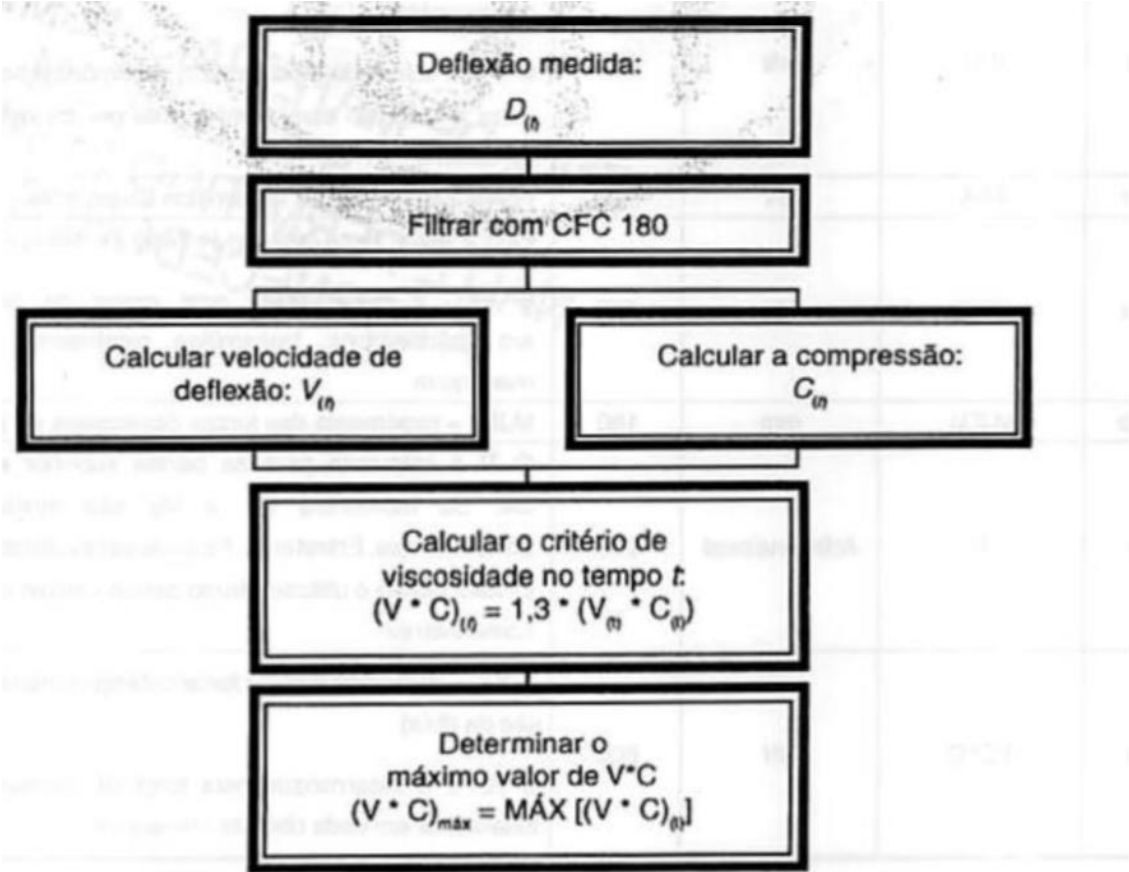 Deflexão medida:
D(t)
Filtrar com CFC 180
Calcular velocidade de
deflexão: V(t)
Calcular a compressão:
C(t)
Calcular o critério de
viscosidade no tempo t:
(V * C)(t) = 1,3 * (V(t) * C(t))
Determinar o
máximo valor de V*C
(V * C)máx = MÁX [(V * C)(t)]